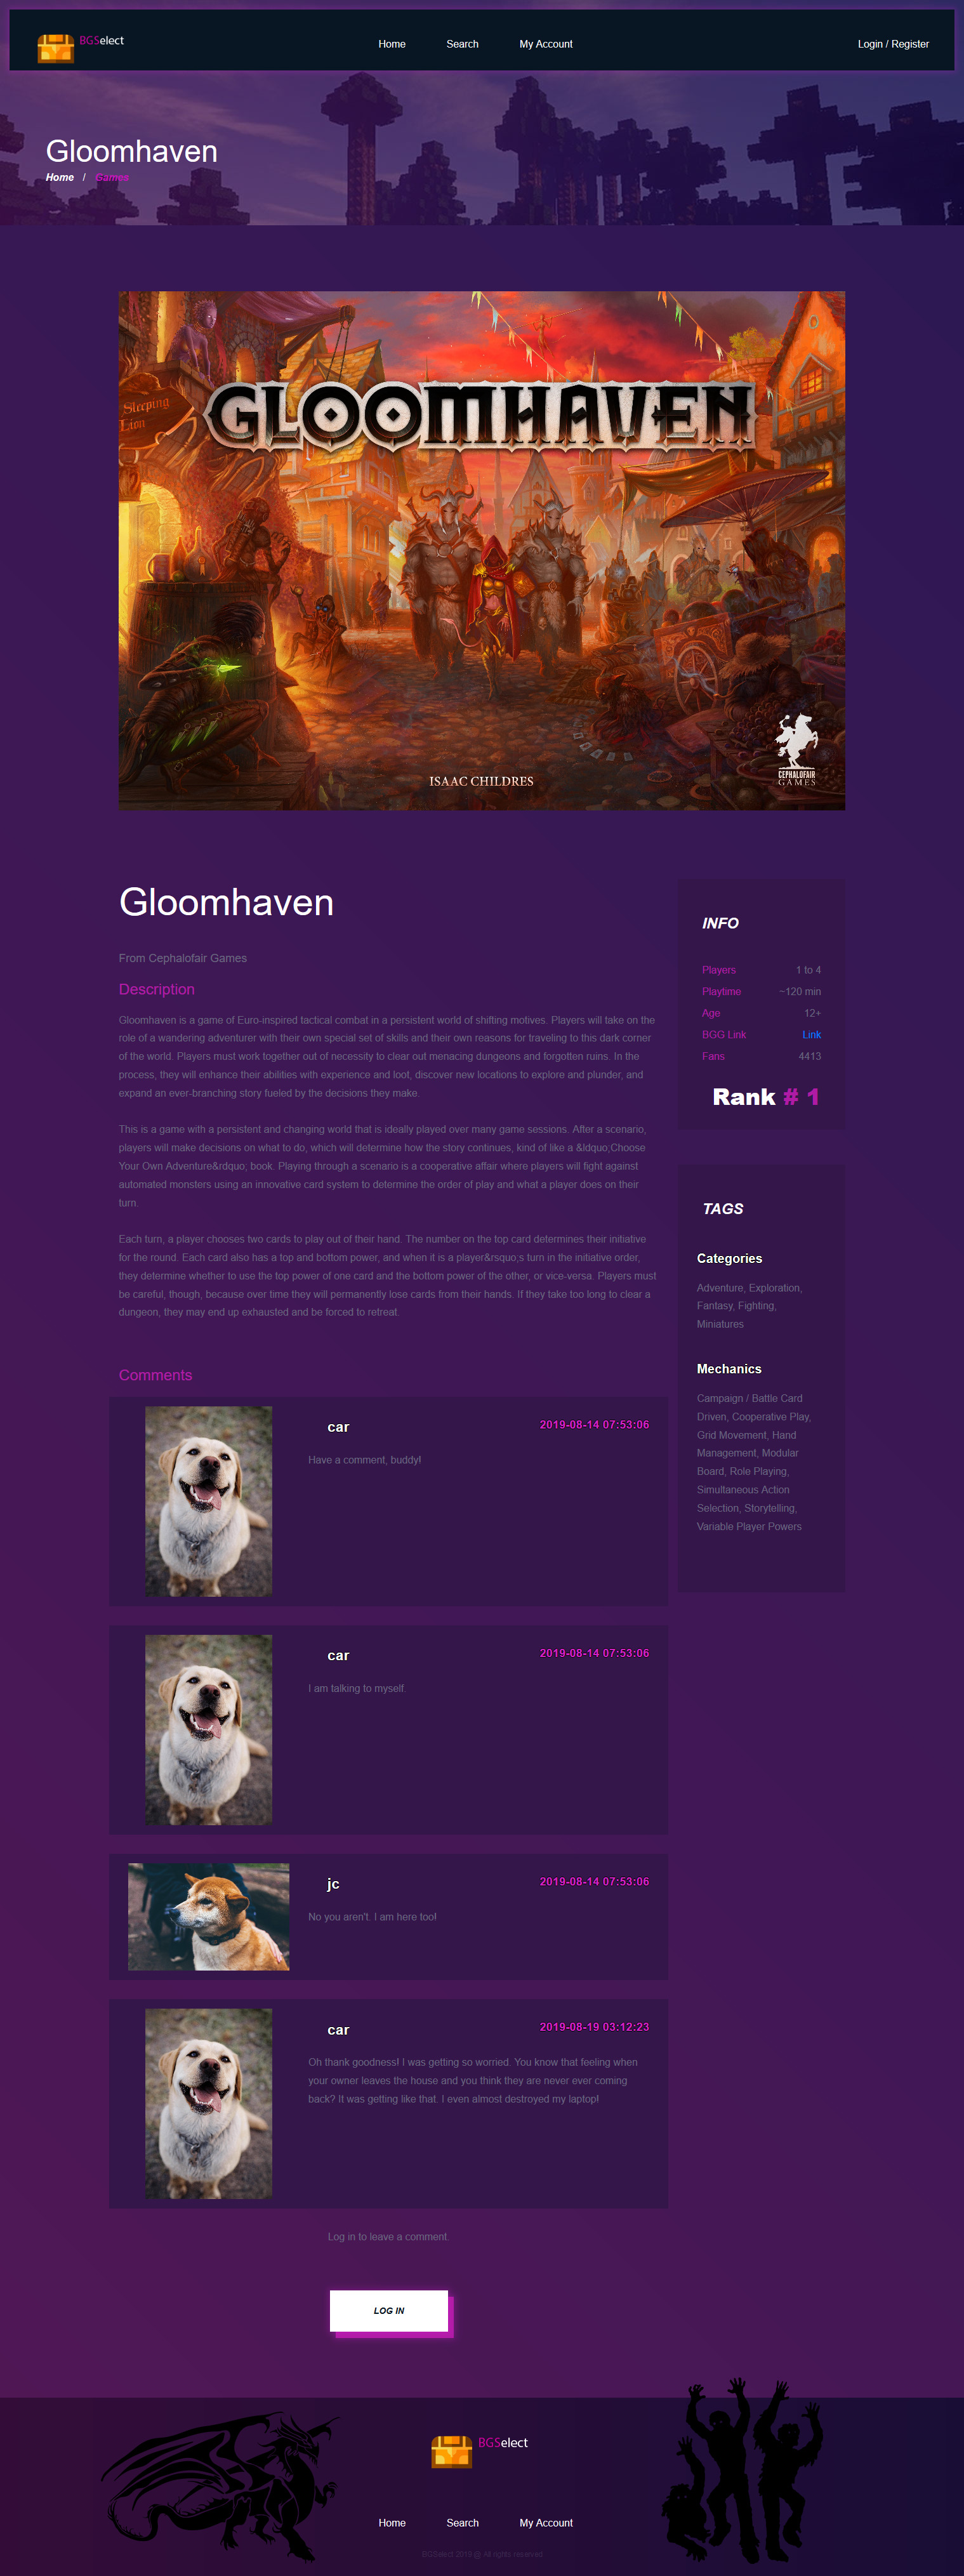 BGSelect
Home Search My Account
Login / Register
Gloomhaven
Home / Games
Sleeping
Lion
GLOOMHAVEN
ISAAC CHILDRES
CEPHALOFAIR
GAMES
Gloomhaven
From Cephalofair Games
Description
Gloomhaven is a game of Euro-inspired tactical combat in a persistent world of shifting motives. Players will take on the
role of a wandering adventurer with their own special set of skills and their own reasons for traveling to this dark corner
of the world. Players must work together out of necessity to clear out menacing dungeons and forgotten ruins. In the
process, they will enhance their abilities with experience and loot, discover new locations to explore and plunder, and
expand an ever-branching story fueled by the decisions they make.
This is a game with a persistent and changing world that is ideally played over many game sessions. After a scenario,
players will make decisions on what to do, which will determine how the story continues, kind of like a &ldquo;Choose
Your Own Adventure&rdquo; book. Playing through a scenario is a cooperative affair where players will fight against
automated monsters using an innovative card system to determine the order of play and what a player does on their
turn.
Each turn, a player chooses two cards to play out of their hand. The number on the top card determines their initiative
for the round. Each card also has a top and bottom power, and when it is a player&rsquo;s turn in the initiative order,
they determine whether to use the top power of one card and the bottom power of the other, or vice-versa. Players must
be careful, though, because over time they will permanently lose cards from their hands. If they take too long to clear a
dungeon, they may end up exhausted and be forced to retreat.
INFO
Players 1 to 4
Playtime ~120 min
Age 12+
BGG Link Link
Fans 4413
Rank # 1
TAGS
Categories
Adventure, Exploration,
Fantasy, Fighting,
Miniatures
Mechanics
Campaign / Battle Card
Driven, Cooperative Play,
Grid Movement, Hand
Management, Modular
Board, Role Playing,
Simultaneous Action
Selection, Storytelling,
Variable Player Powers
Comments
car 2019-08-14 07:53:06
Have a comment, buddy!
car 2019-08-14 07:53:06
I am talking to myself.
jc 2019-08-14 07:53:06
No you aren't. I am here too!
car 2019-08-19 03:12:23
Oh thank goodness! I was getting so worried. You know that feeling when
your owner leaves the house and you think they are never ever coming
back? It was getting like that. I even almost destroyed my laptop!
Log in to leave a comment.
LOG IN
BGSelect
Home Search My Account
BGSelect 2019 @ All rights reserved